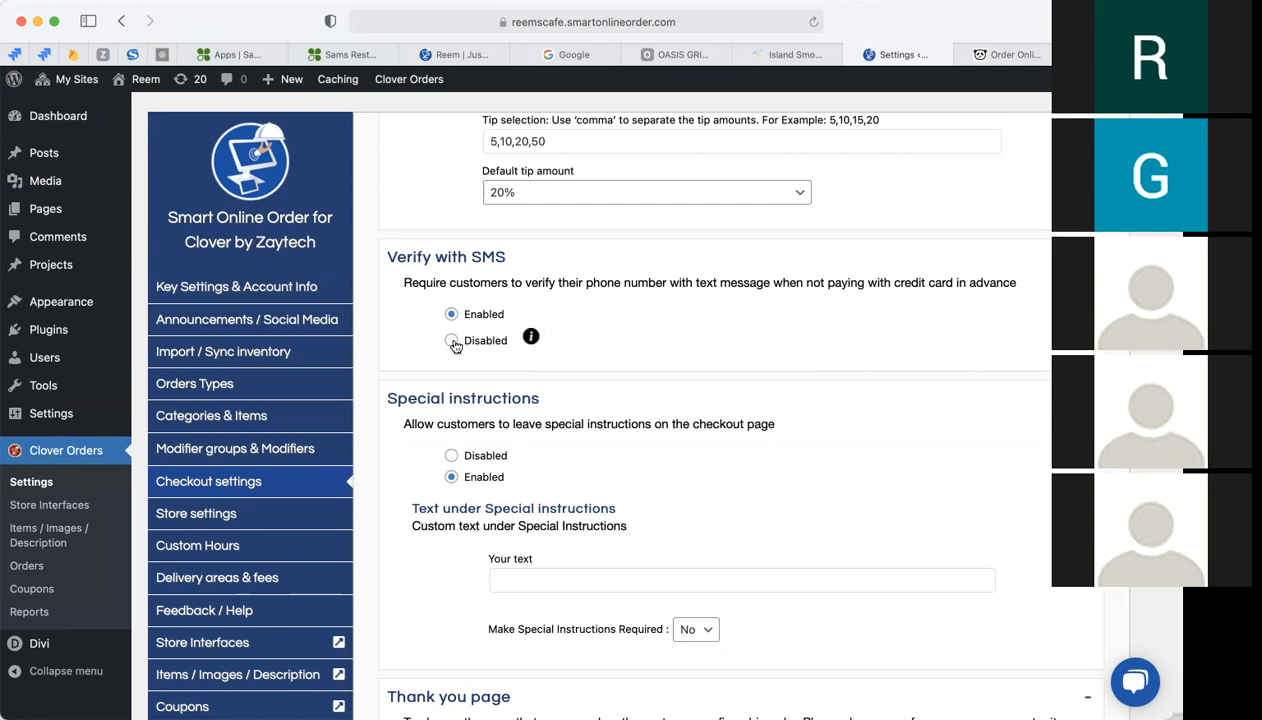 reemscafe.smartonlineorder.com
Z
S
Apps | Sa...
Sams Rest...
Reem | Jus...
G
Google
O
OASIS GRI...
Island Smo...
Settings ‹...
Order Onli...
My Sites
Reem
20
0
New
Caching
Clover Orders
Dashboard
Posts
Media
Pages
Comments
Projects
Appearance
Plugins
Users
Tools
Settings
Clover Orders
Settings
Store Interfaces
Items / Images /
Description
Orders
Coupons
Reports
D
Divi
Collapse menu
Smart Online Order for
Clover by Zaytech
Key Settings & Account Info
Announcements / Social Media
Import / Sync inventory
Orders Types
Categories & Items
Modifier groups & Modifiers
Checkout settings
Store settings
Custom Hours
Delivery areas & fees
Feedback / Help
Store Interfaces
Items / Images / Description
Coupons
Tip selection: Use 'comma' to separate the tip amounts. For Example: 5,10,15,20
5,10,20,50
Default tip amount
20%
Verify with SMS
Require customers to verify their phone number with text message when not paying with credit card in advance
Enabled
Disabled
i
Special instructions
Allow customers to leave special instructions on the checkout page
Disabled
Enabled
Text under Special instructions
Custom text under Special Instructions
Your text
Make Special Instructions Required :
No
Thank you page
-
R
G